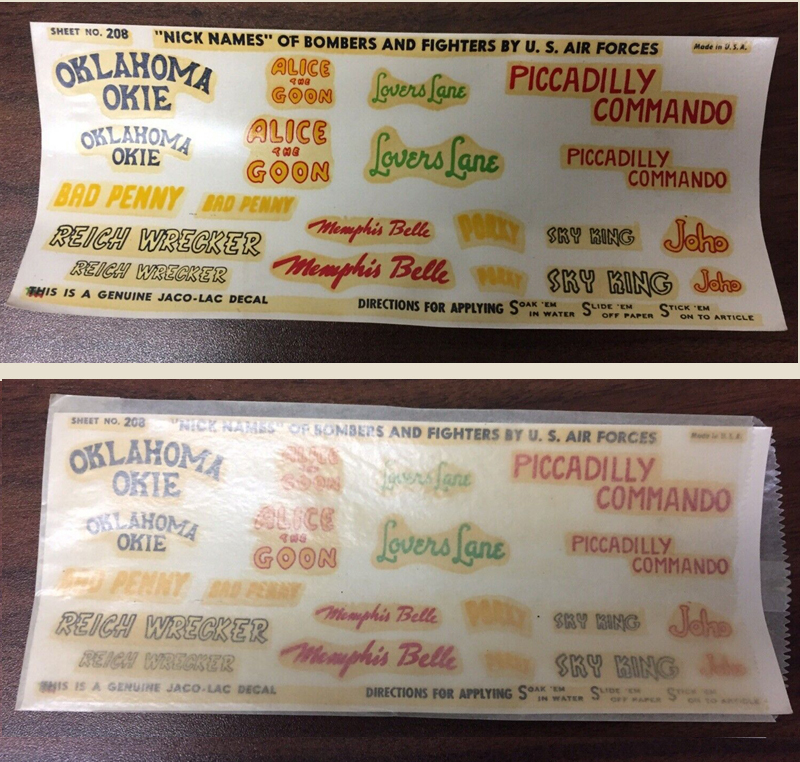 SHEET NO. 208
"NICK NAMES" OF BOMBERS AND FIGHTERS BY U. S. AIR FORCES
Made in U.S.A.
OKLAHOMA
OKIE
ALICE
THE
GOON
Lovers Lane
PICCADILLY
COMMANDO
OKLAHOMA
OKIE
ALICE
THE
GOON
Lovers Lane
PICCADILLY
COMMANDO
BAD PENNY
BAD PENNY
REICH WRECKER
Memphis Belle
PORKY
SKY KING
REICH WRECKER
Memphis Belle
PORKY
SKY KING
THIS IS A GENUINE JACO-LAC DECAL
DIRECTIONS FOR APPLYING
SOAK 'EM
IN WATER
SLIDE 'EM
OFF PAPER
STICK 'EM
ON TO ARTICLE
SHEET NO. 208
"NICK NAMES" OF BOMBERS AND FIGHTERS BY U. S. AIR FORCES
Made in U.S.A.
OKLAHOMA
OKIE
ALICE
THE
GOON
Lovers Lane
PICCADILLY
COMMANDO
OKLAHOMA
OKIE
ALICE
THE
GOON
Lovers Lane
PICCADILLY
COMMANDO
BAD PENNY
BAD PENNY
REICH WRECKER
Memphis Belle
PORKY
SKY KING
REICH WRECKER
Memphis Belle
PORKY
SKY KING
THIS IS A GENUINE JACO-LAC DECAL
DIRECTIONS FOR APPLYING
SOAK 'EM
IN WATER
SLIDE 'EM
OFF PAPER
STICK 'EM
ON TO ARTICLE